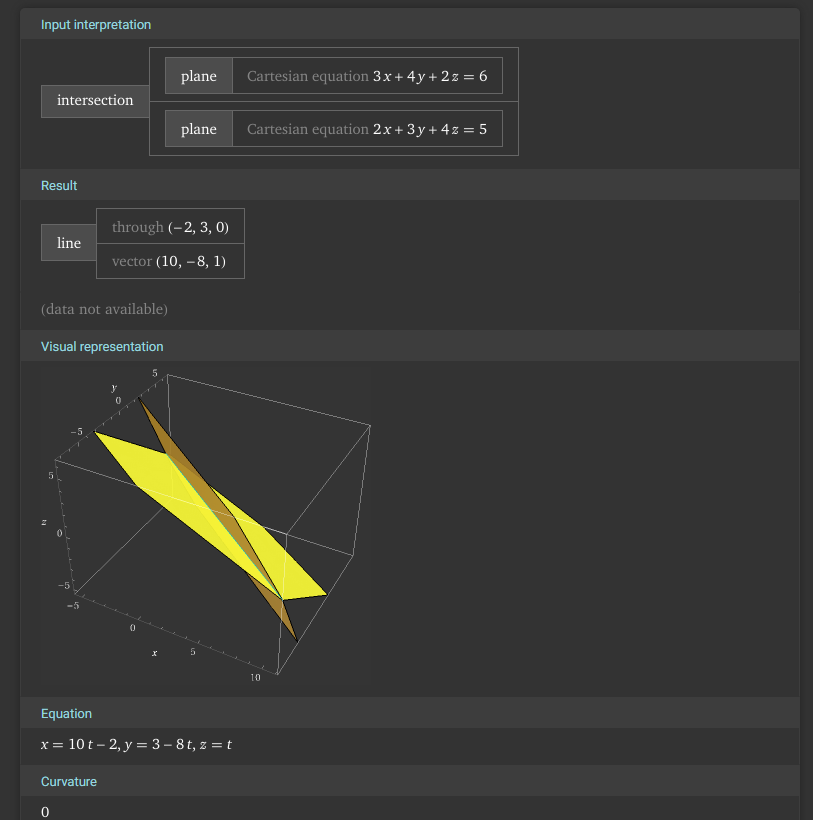 Input interpretation
intersection
plane
Cartesian equation 3x + 4y + 2z = 6
plane
Cartesian equation 2x + 3y + 4z = 5
Result
line
through (−2, 3, 0)
vector (10, −8, 1)
(data not available)
Visual representation
5
y
0
−5
5
z
0
−5
−5
0
x
5
10
Equation
x = 10t − 2, y = 3 − 8t, z = t
Curvature
0